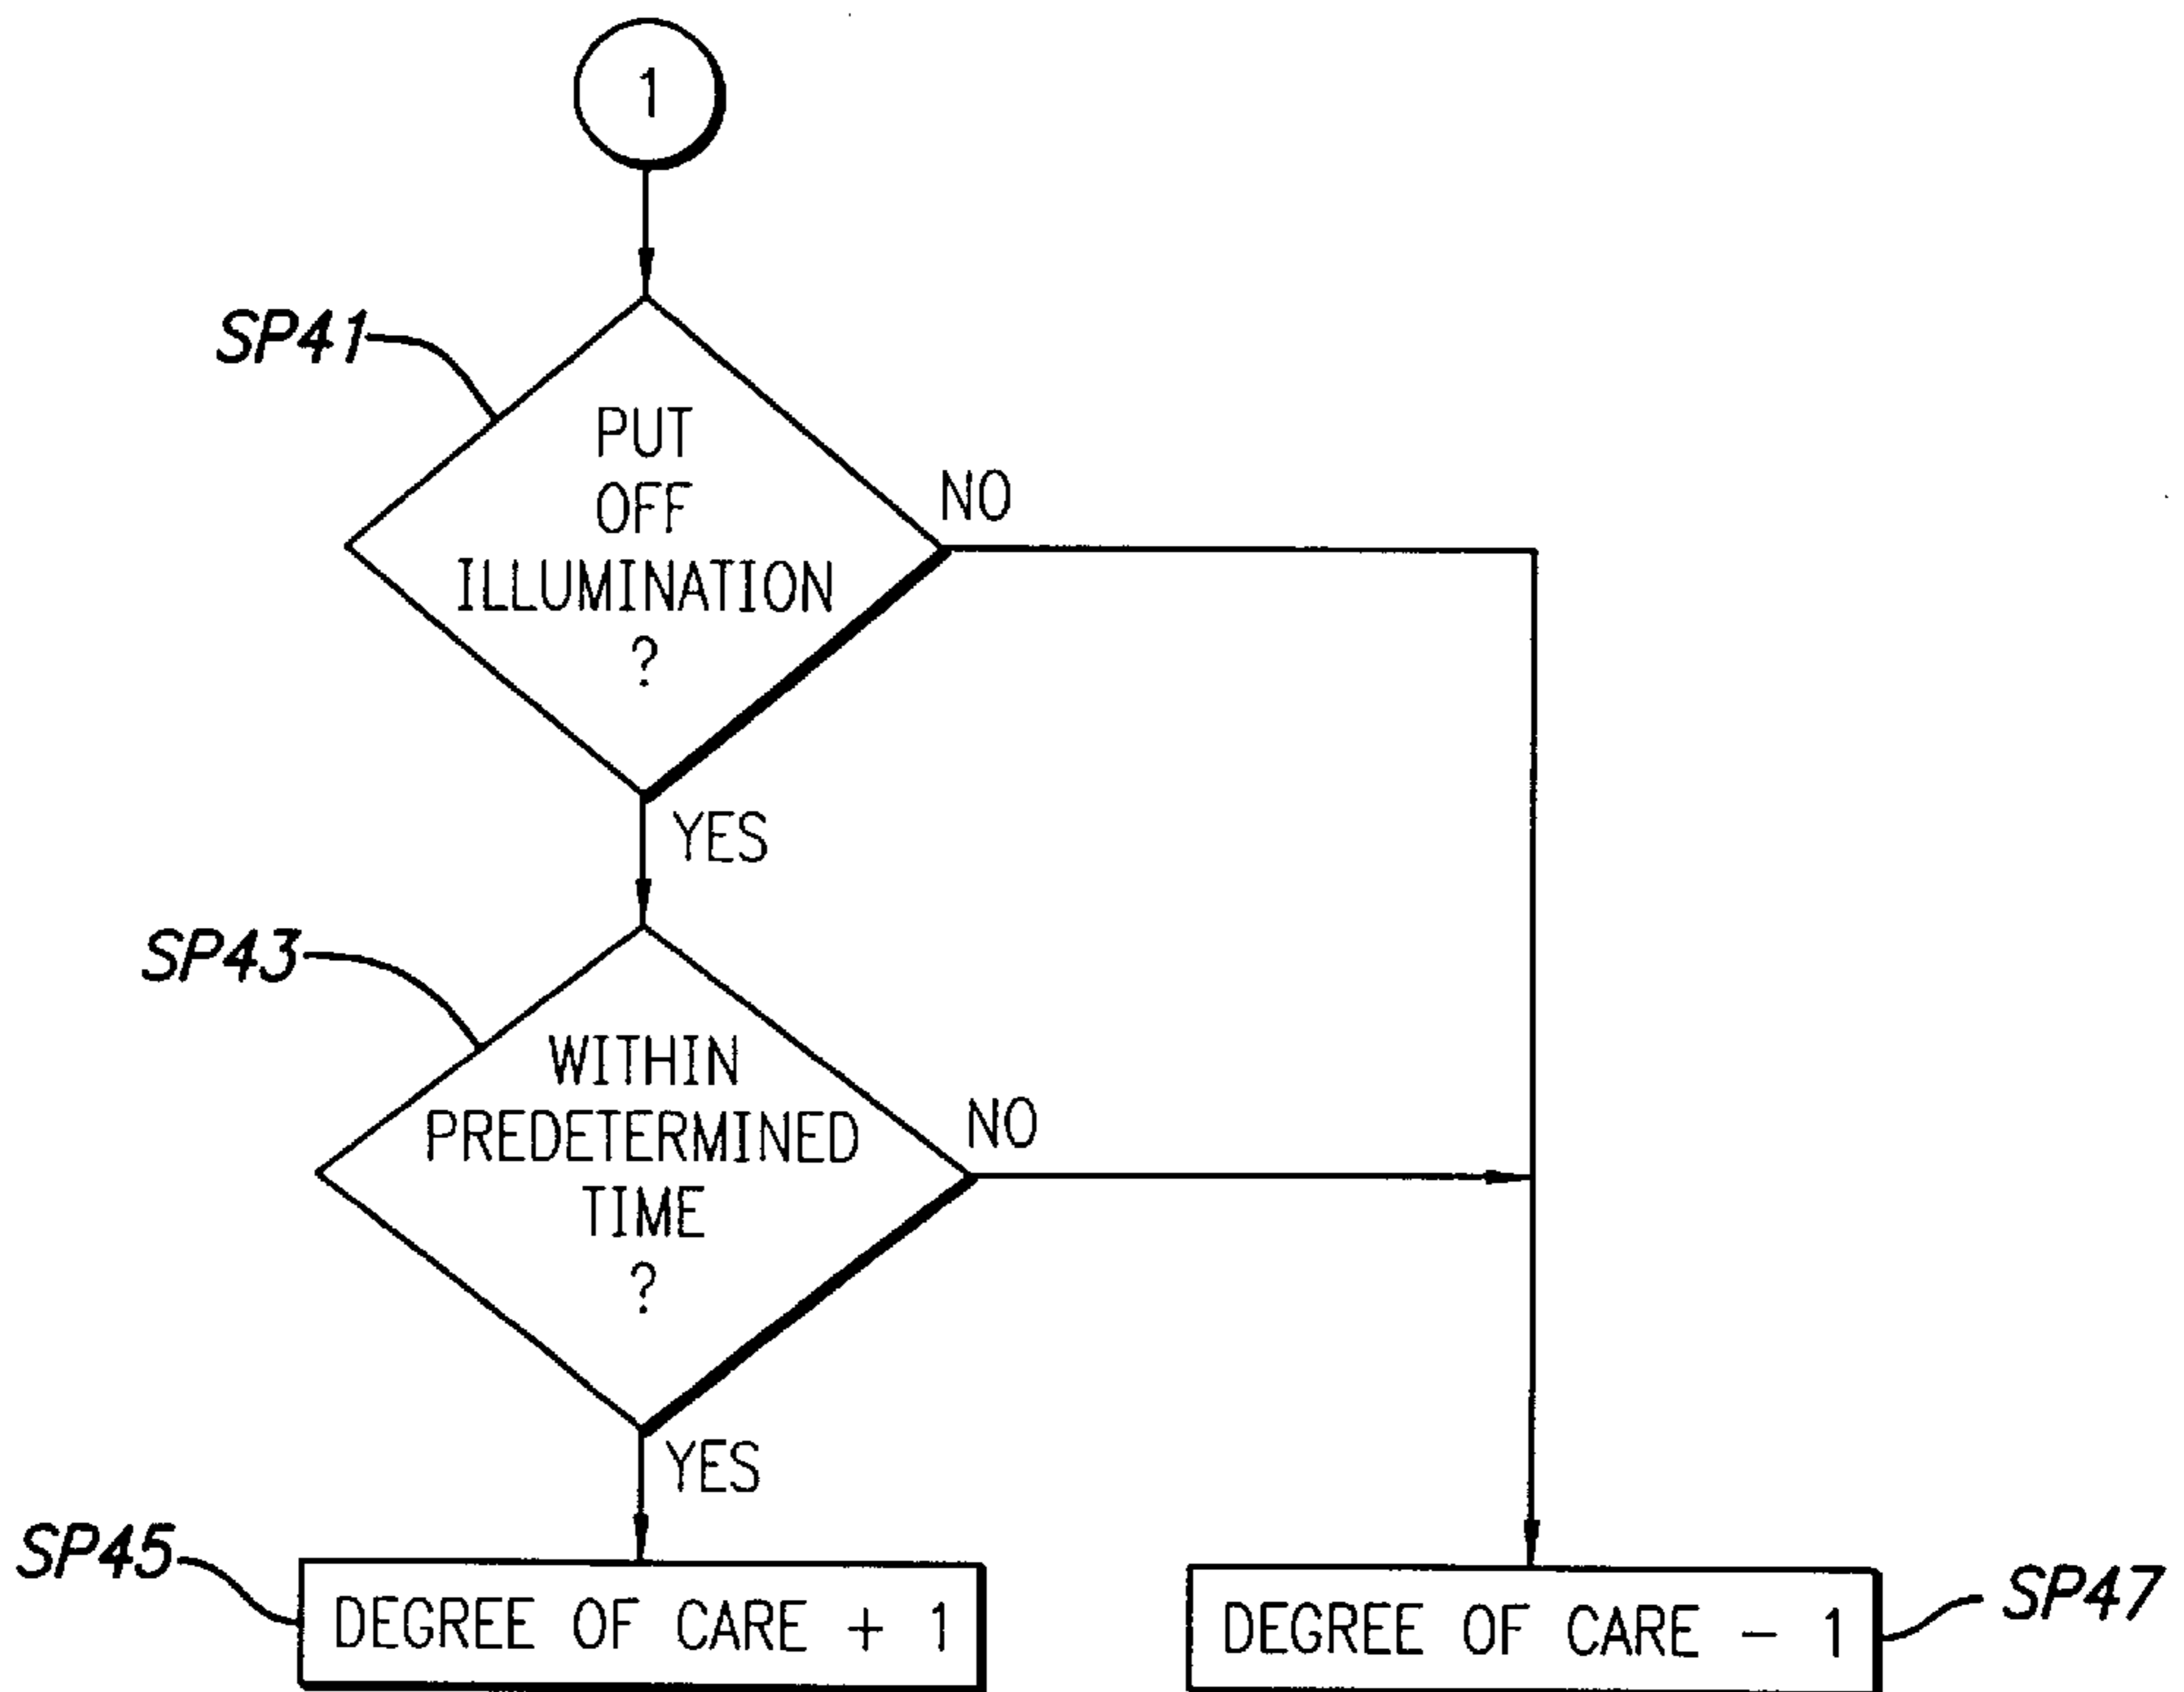 1
SP41
PUT
OFF
ILLUMINATION
?
NO
YES
SP43
WITHIN
PREDETERMINED
TIME
?
NO
YES
SP45
DEGREE OF CARE + 1
DEGREE OF CARE - 1
SP47